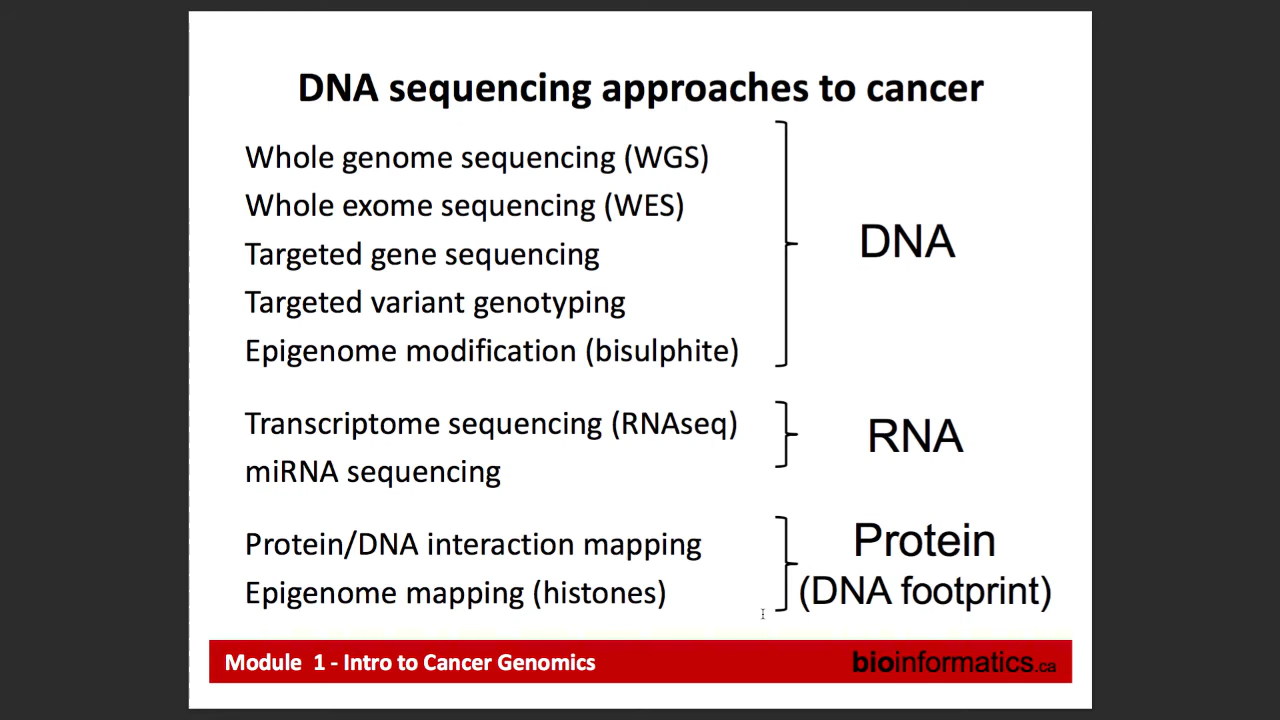 DNA sequencing approaches to cancer
Whole genome sequencing (WGS)
Whole exome sequencing (WES)
Targeted gene sequencing
Targeted variant genotyping
Epigenome modification (bisulphite)
DNA
Transcriptome sequencing (RNAseq)
miRNA sequencing
RNA
Protein/DNA interaction mapping
Epigenome mapping (histones)
Protein
(DNA footprint)
Module 1 - Intro to Cancer Genomics
bioinformatics.ca